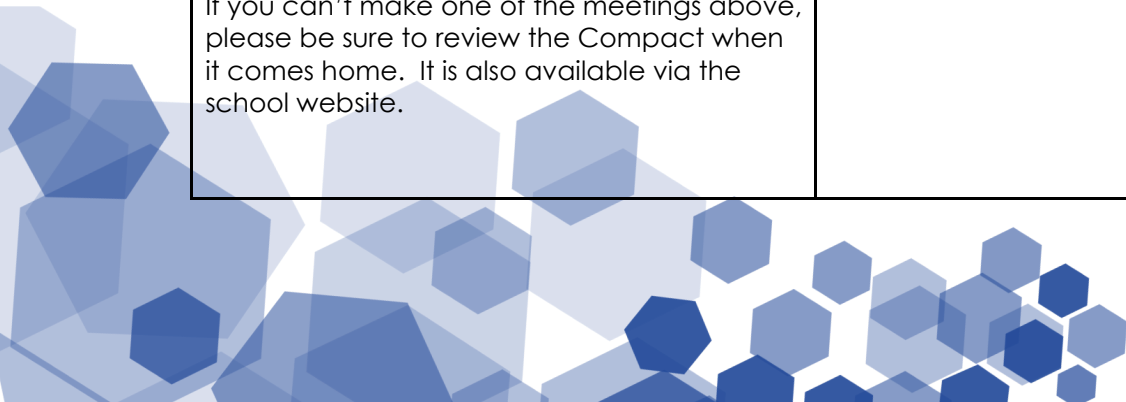 If you can't make one of the meetings above,
please be sure to review the Compact when
it comes home.  It is also available via the
school website.